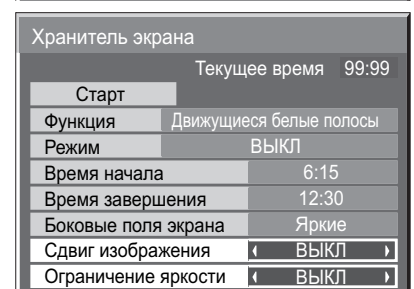 Хранитель экрана
Текущее время 99:99
Старт
Функция Движущиеся белые полосы
Режим ВЫКЛ
Время начала 6:15
Время завершения 12:30
Боковые поля экрана Яркие
Сдвиг изображения ВЫКЛ
Ограничение яркости ВЫКЛ